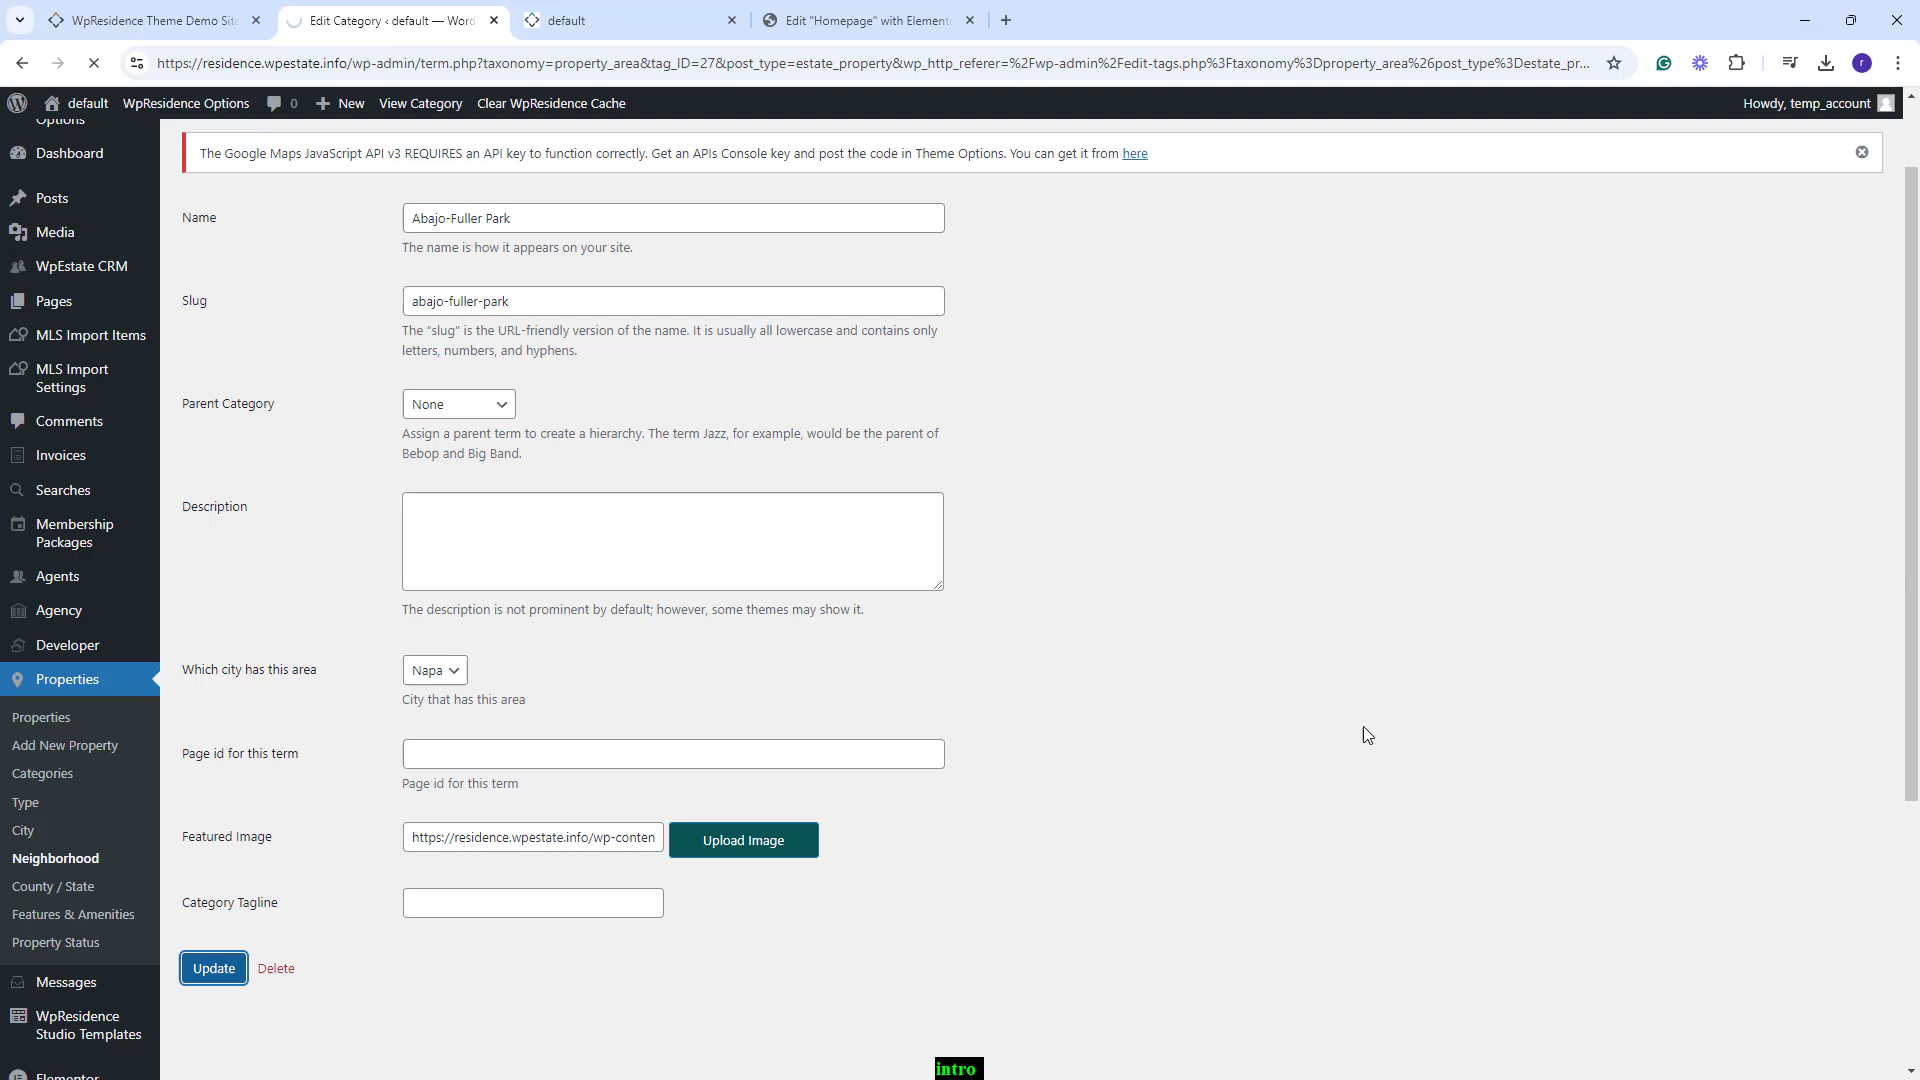 WpResidence Theme Demo Site
Edit Category ‹ default — Word
default
Edit "Homepage" with Element
https://residence.wpestate.info/wp-admin/term.php?taxonomy=property_area&tag_ID=27&post_type=estate_property&wp_http_referer=%2Fwp-admin%2Fedit-tags.php%3Ftaxonomy%3Dproperty_area%26post_type%3Destate_pr...
r
default
WpResidence Options
0
New
View Category
Clear WpResidence Cache
Howdy, temp_account
Options
Dashboard
Posts
Media
WpEstate CRM
Pages
MLS Import Items
MLS Import
Settings
Comments
Invoices
Searches
Membership
Packages
Agents
Agency
Developer
Properties
Properties
Add New Property
Categories
Type
City
Neighborhood
County / State
Features & Amenities
Property Status
Messages
WpResidence
Studio Templates
Elementor
The Google Maps JavaScript API v3 REQUIRES an API key to function correctly. Get an APIs Console key and post the code in Theme Options. You can get it from here
Name
Abajo-Fuller Park
The name is how it appears on your site.
Slug
abajo-fuller-park
The “slug” is the URL-friendly version of the name. It is usually all lowercase and contains only
letters, numbers, and hyphens.
Parent Category
None
Assign a parent term to create a hierarchy. The term Jazz, for example, would be the parent of
Bebop and Big Band.
Description
The description is not prominent by default; however, some themes may show it.
Which city has this area
Napa
City that has this area
Page id for this term
Page id for this term
Featured Image
https://residence.wpestate.info/wp-conten
Upload Image
Category Tagline
Update
Delete
intro